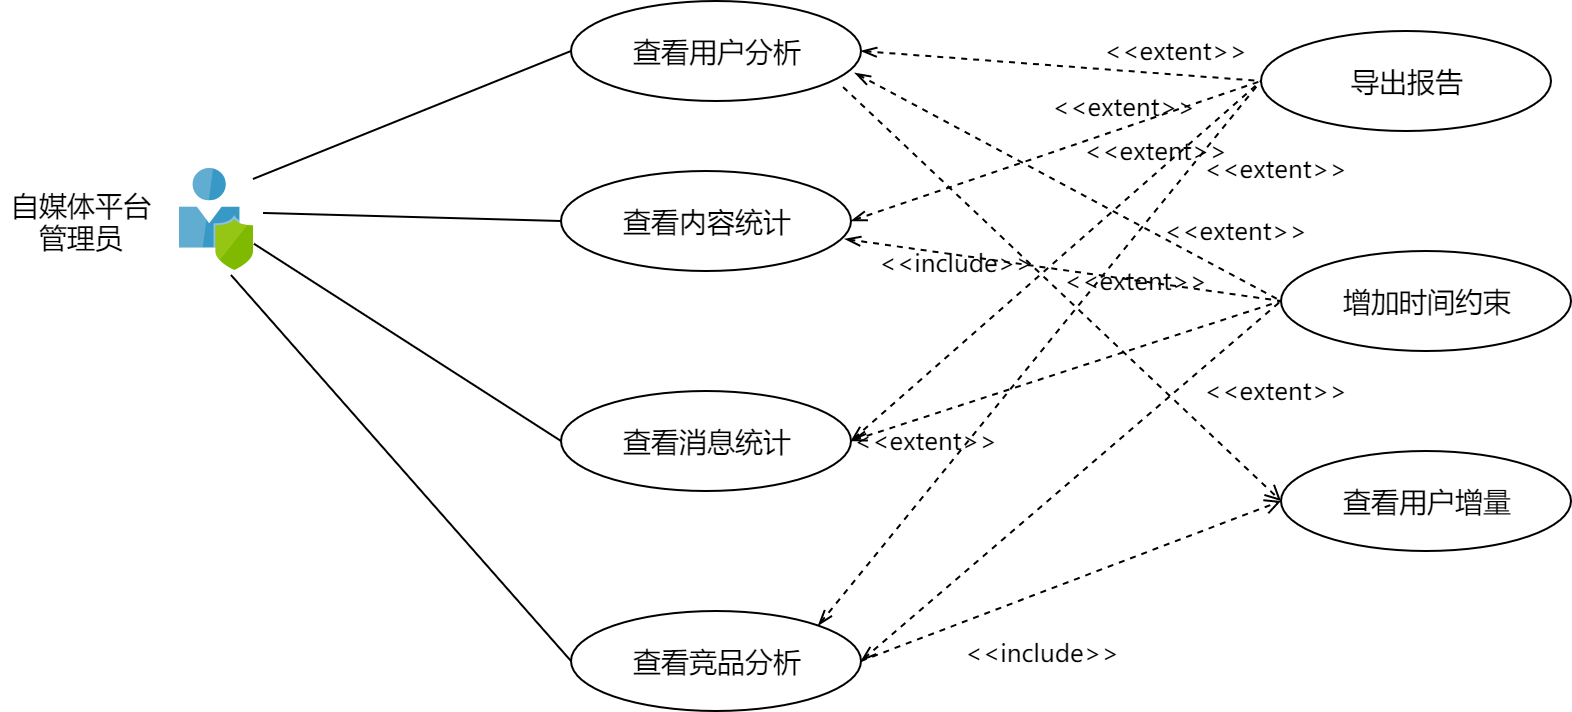 查看用户分析
<<extent>>
导出报告
<<extent>>
<<extent>>
<<extent>>
自媒体平台
管理员
查看内容统计
<<extent>>
<<include>>
<<extent>>
增加时间约束
<<extent>>
查看消息统计
<<extent>>
查看用户增量
查看竞品分析
<<include>>